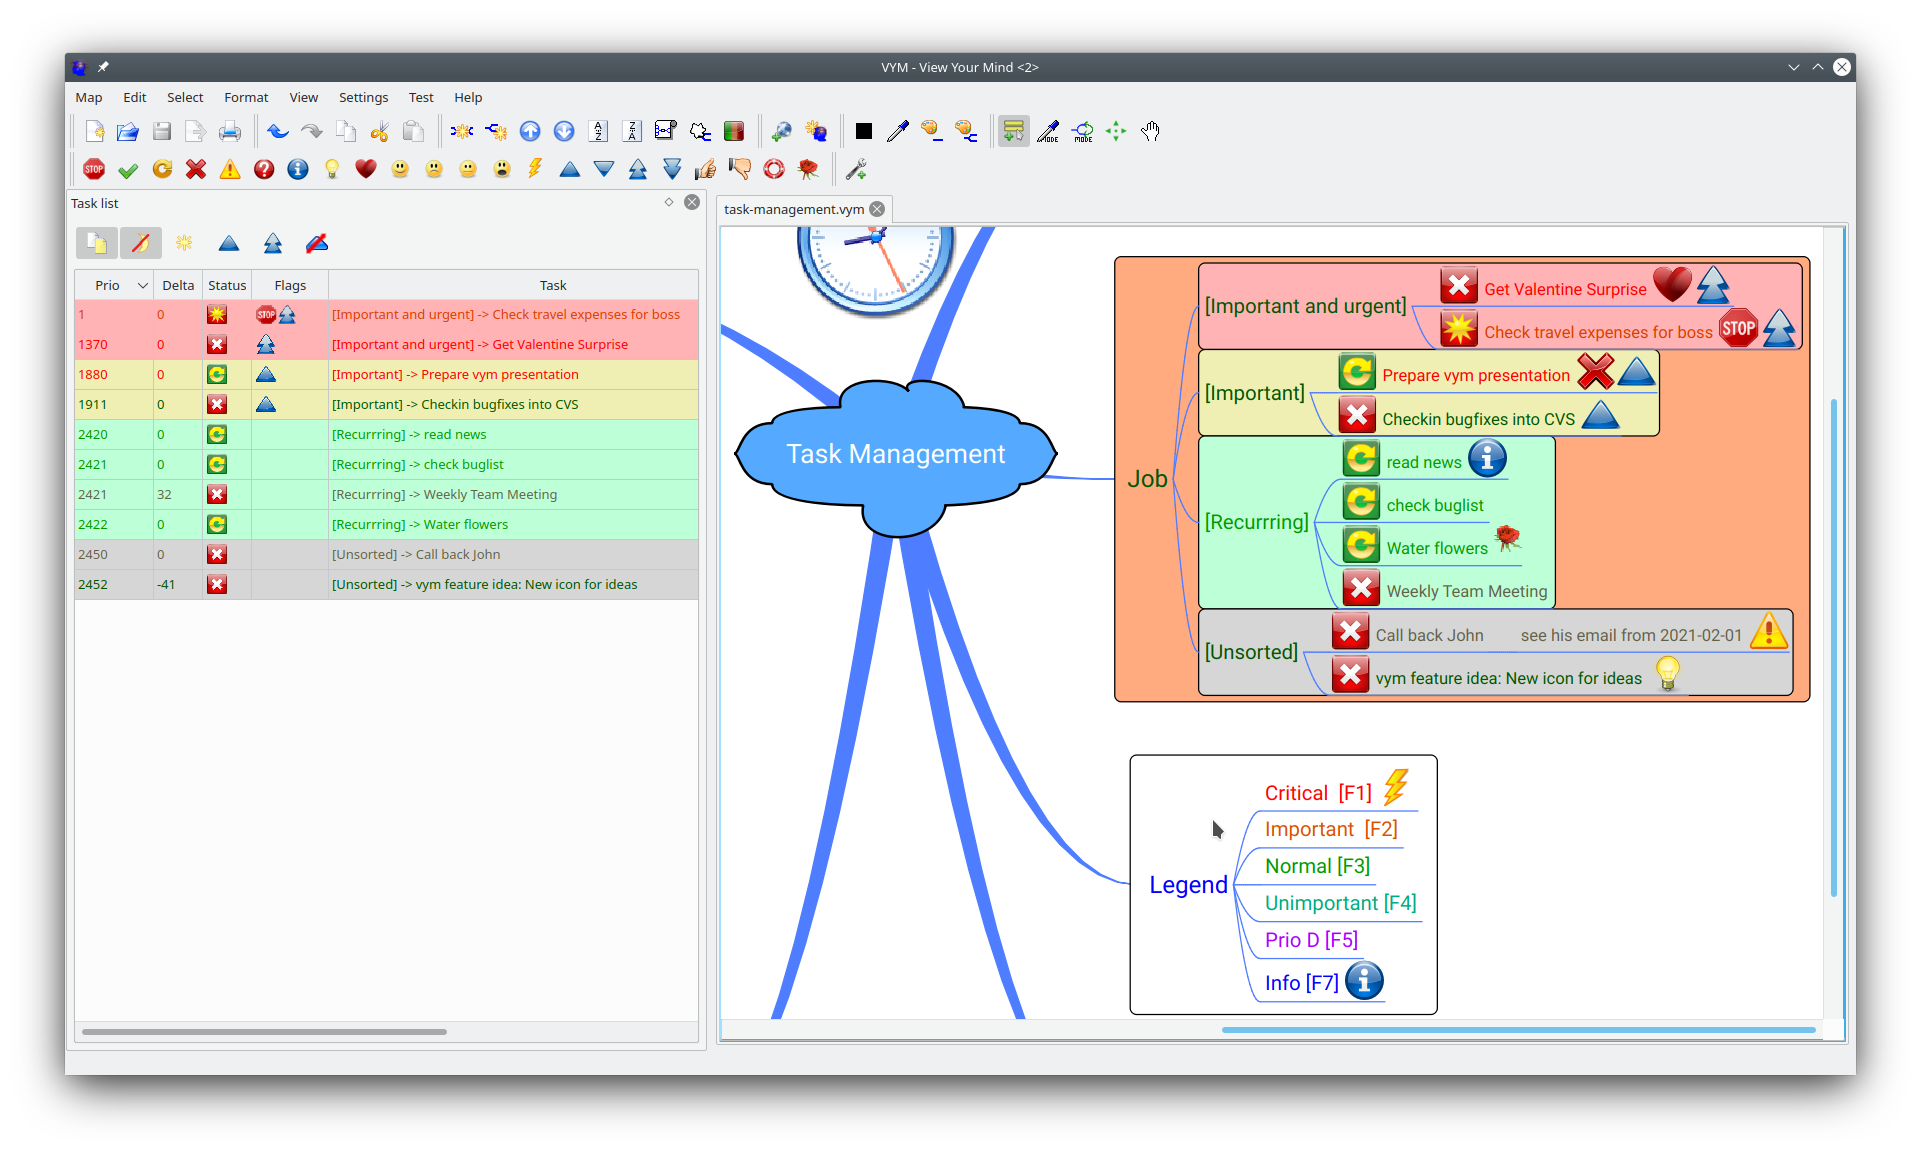 VYM - View Your Mind <2>
Map Edit Select Format View Settings Test Help
A Z
Z A
MODE
MODE
STOP
Task list
Prio Delta Status Flags Task
1 0 STOP [Important and urgent] -> Check travel expenses for boss
1370 0 [Important and urgent] -> Get Valentine Surprise
1880 0 [Important] -> Prepare vym presentation
1911 0 [Important] -> Checkin bugfixes into CVS
2420 0 [Recurrring] -> read news
2421 0 [Recurrring] -> check buglist
2421 32 [Recurrring] -> Weekly Team Meeting
2422 0 [Recurrring] -> Water flowers
2450 0 [Unsorted] -> Call back John
2452 -41 [Unsorted] -> vym feature idea: New icon for ideas
task-management.vym
Task Management
Job
[Important and urgent]
Get Valentine Surprise
Check travel expenses for boss STOP
[Important]
Prepare vym presentation
Checkin bugfixes into CVS
[Recurrring]
read news
check buglist
Water flowers
Weekly Team Meeting
[Unsorted]
Call back John see his email from 2021-02-01
vym feature idea: New icon for ideas
Legend
Critical [F1]
Important [F2]
Normal [F3]
Unimportant [F4]
Prio D [F5]
Info [F7]